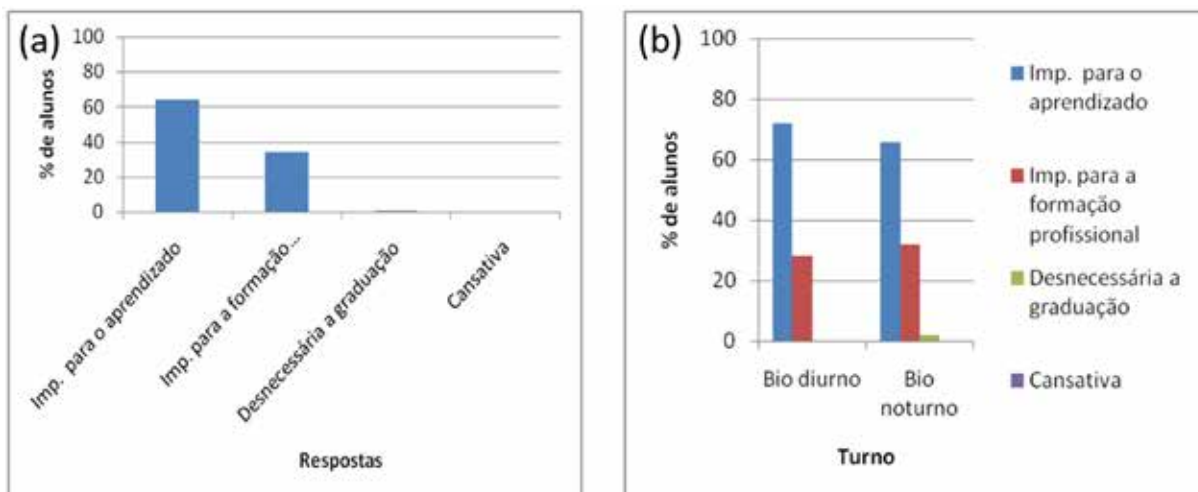 (a)
% de alunos
100
80
60
40
20
0
Imp. para o aprendizado
Imp. para a formação...
Desnecessária a graduação
Cansativa
Respostas
(b)
% de alunos
100
80
60
40
20
0
Bio diurno
Bio
noturno
Turno
Imp. para o
aprendizado
Imp. para a
formação
profissional
Desnecessária a
graduação
Cansativa